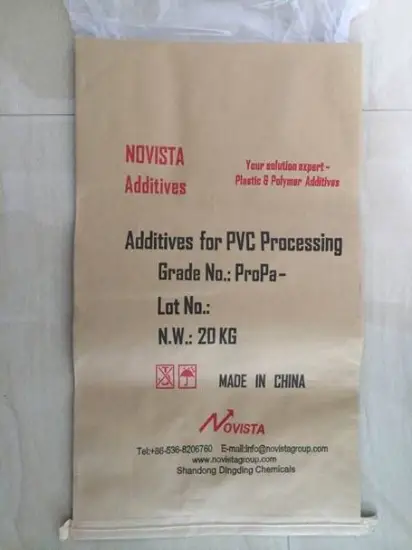 NOVISTA
Additives
Your solution expert-
Plastic & Polymer Additives
Additives for PVC Processing
Grade No.: ProPa-
Lot No.:
N.W.: 20 KG
MADE IN CHINA
NOVISTA
Tel:+86-536-8206760 E-mail:info@novistagroup.com
www.novistagroup.com
Shandong Dingding Chemicals